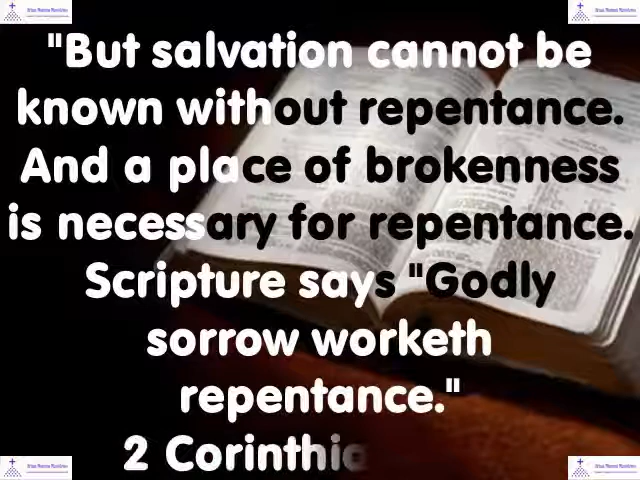 "But salvation cannot be
known without repentance.
And a place of brokenness
is necessary for repentance.
Scripture says "Godly
sorrow worketh
repentance."
2 Corinthia